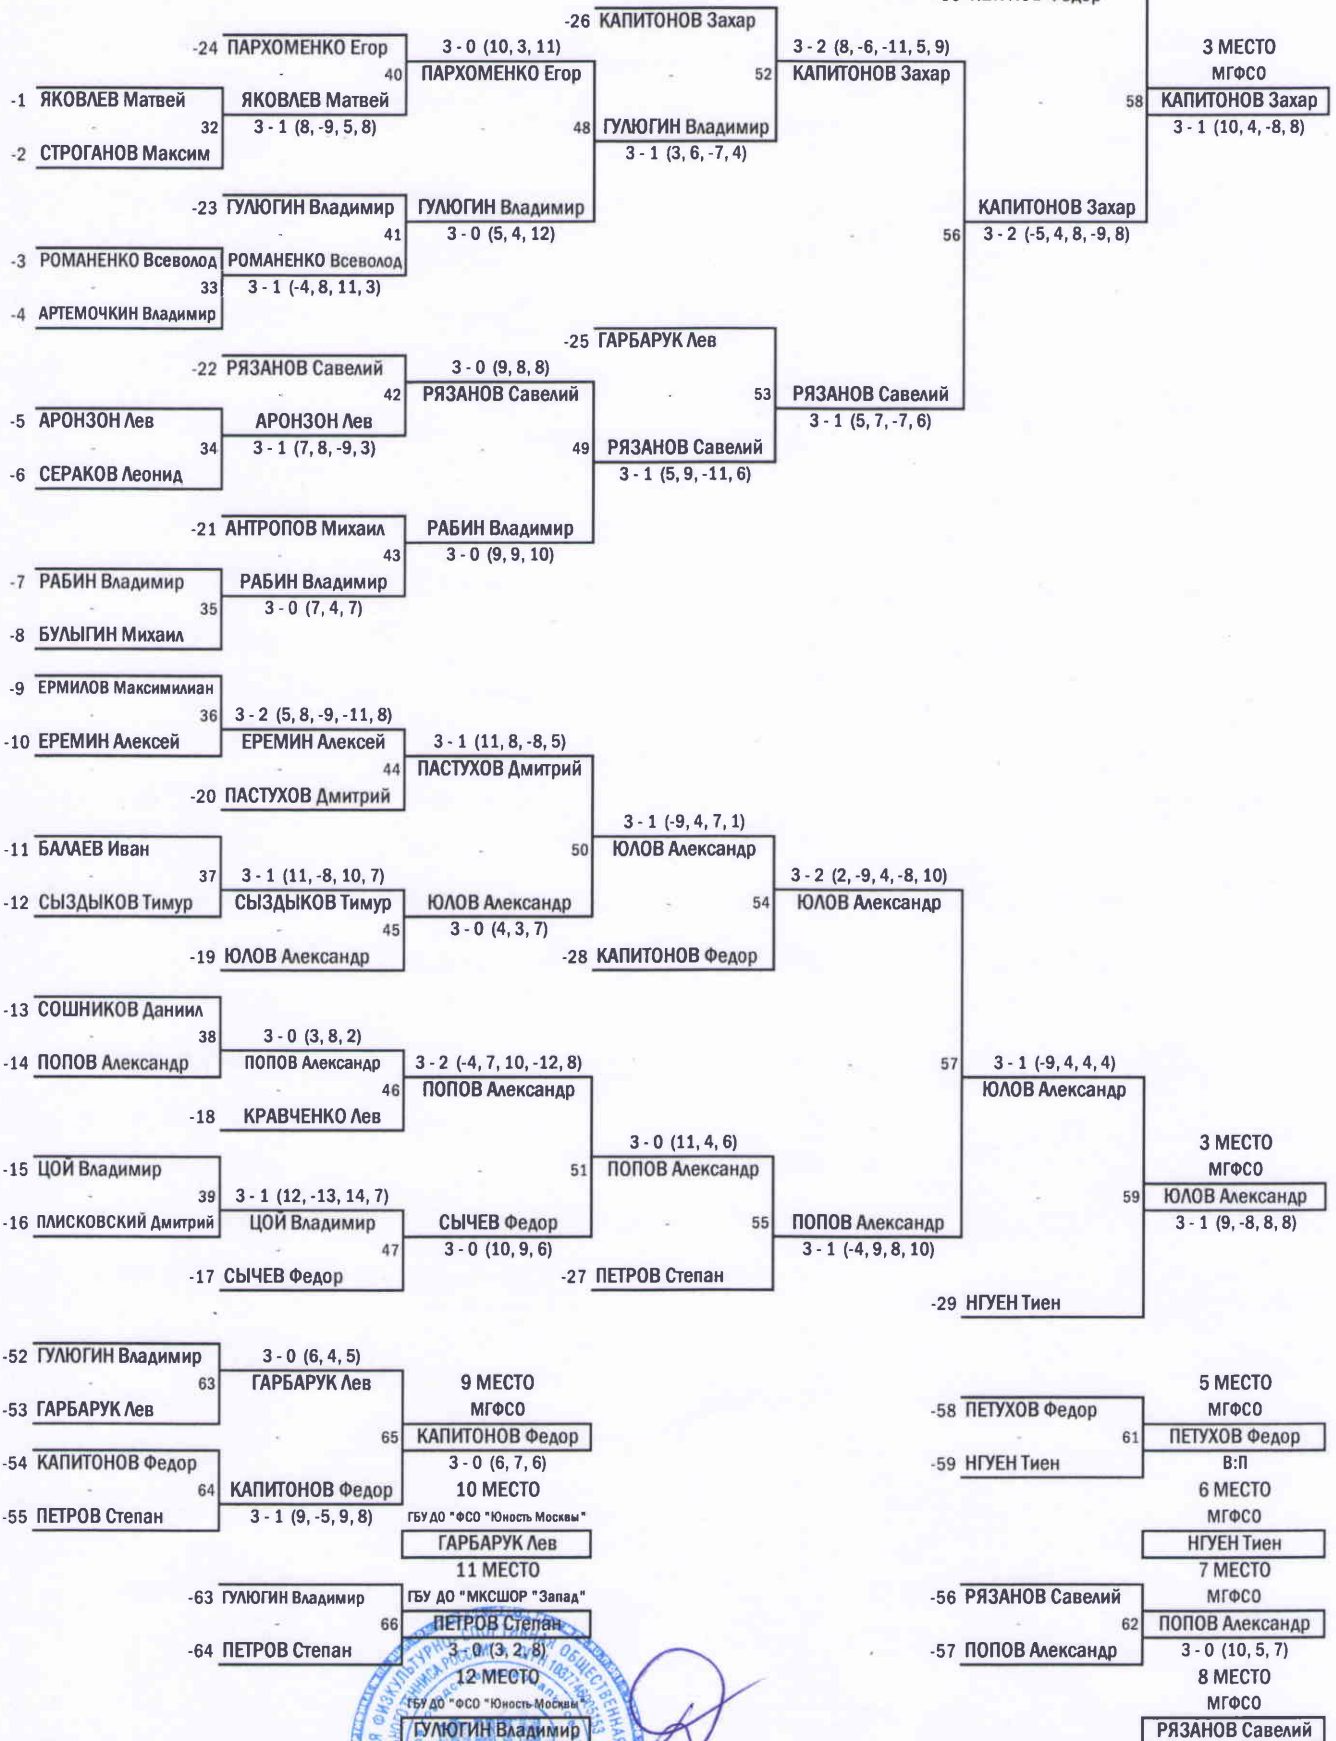 -26 КАПИТОНОВ Захар
-24 ПАРХОМЕНКО Егор 3 - 0 (10, 3, 11) 3 - 2 (8, -6, -11, 5, 9) 3 МЕСТО
40 ПАРХОМЕНКО Егор 52 КАПИТОНОВ Захар МГФСО
-1 ЯКОВЛЕВ Матвей ЯКОВЛЕВ Матвей 58 КАПИТОНОВ Захар
32 3 - 1 (8, -9, 5, 8) 48 ГУЛЮГИН Владимир 3 - 1 (10, 4, -8, 8)
-2 СТРОГАНОВ Максим 3 - 1 (3, 6, -7, 4)
-23 ГУЛЮГИН Владимир ГУЛЮГИН Владимир КАПИТОНОВ Захар
41 3 - 0 (5, 4, 12) 56 3 - 2 (-5, 4, 8, -9, 8)
-3 РОМАНЕНКО Всеволод РОМАНЕНКО Всеволод
33 3 - 1 (-4, 8, 11, 3)
-4 АРТЕМОЧКИН Владимир
-25 ГАРБАРУК Лев
-22 РЯЗАНОВ Савелий 3 - 0 (9, 8, 8)
42 РЯЗАНОВ Савелий 53 РЯЗАНОВ Савелий
-5 АРОНЗОН Лев АРОНЗОН Лев 3 - 1 (5, 7, -7, 6)
34 3 - 1 (7, 8, -9, 3) 49 РЯЗАНОВ Савелий
-6 СЕРАКОВ Леонид 3 - 1 (5, 9, -11, 6)
-21 АНТРОПОВ Михаил РАБИН Владимир
43 3 - 0 (9, 9, 10)
-7 РАБИН Владимир РАБИН Владимир
35 3 - 0 (7, 4, 7)
-8 БУЛЫГИН Михаил
-9 ЕРМИЛОВ Максимилиан
36 3 - 2 (5, 8, -9, -11, 8)
-10 ЕРЕМИН Алексей ЕРЕМИН Алексей 3 - 1 (11, 8, -8, 5)
44 ПАСТУХОВ Дмитрий
-20 ПАСТУХОВ Дмитрий
3 - 1 (-9, 4, 7, 1)
-11 БАЛАЕВ Иван 50 ЮЛОВ Александр
37 3 - 1 (11, -8, 10, 7) 3 - 2 (2, -9, 4, -8, 10)
-12 СЫЗДЫКОВ Тимур СЫЗДЫКОВ Тимур ЮЛОВ Александр 54 ЮЛОВ Александр
45 3 - 0 (4, 3, 7)
-19 ЮЛОВ Александр -28 КАПИТОНОВ Федор
-13 СОШНИКОВ Даниил
38 3 - 0 (3, 8, 2)
-14 ПОПОВ Александр ПОПОВ Александр 3 - 2 (-4, 7, 10, -12, 8) 57 3 - 1 (-9, 4, 4, 4)
46 ПОПОВ Александр ЮЛОВ Александр
-18 КРАВЧЕНКО Лев
3 - 0 (11, 4, 6) 3 МЕСТО
-15 ЦОЙ Владимир 51 ПОПОВ Александр МГФСО
39 3 - 1 (12, -13, 14, 7) 59 ЮЛОВ Александр
-16 ПЛИСКОВСКИЙ Дмитрий ЦОЙ Владимир СЫЧЕВ Федор 55 ПОПОВ Александр 3 - 1 (9, -8, 8, 8)
47 3 - 0 (10, 9, 6) 3 - 1 (-4, 9, 8, 10)
-17 СЫЧЕВ Федор -27 ПЕТРОВ Степан
-29 НГУЕН Тиен
-52 ГУЛЮГИН Владимир 3 - 0 (6, 4, 5)
63 ГАРБАРУК Лев 9 МЕСТО 5 МЕСТО
-53 ГАРБАРУК Лев МГФСО -58 ПЕТУХОВ Федор МГФСО
65 КАПИТОНОВ Федор 61 ПЕТУХОВ Федор
-54 КАПИТОНОВ Федор 3 - 0 (6, 7, 6) -59 НГУЕН Тиен В:П
64 КАПИТОНОВ Федор 10 МЕСТО 6 МЕСТО
-55 ПЕТРОВ Степан 3 - 1 (9, -5, 9, 8) ГБУ ДО "ФСО "Юность Москвы" МГФСО
ГАРБАРУК Лев НГУЕН Тиен
11 МЕСТО 7 МЕСТО
-63 ГУЛЮГИН Владимир ГБУ ДО "МКСШОР "Запад" -56 РЯЗАНОВ Савелий МГФСО
66 ПЕТРОВ Степан 62 ПОПОВ Александр
-64 ПЕТРОВ Степан 3 - 0 (3, 2, 8) -57 ПОПОВ Александр 3 - 0 (10, 5, 7)
12 МЕСТО 8 МЕСТО
ГБУ ДО "ФСО "Юность Москвы" МГФСО
ГУЛЮГИН Владимир РЯЗАНОВ Савелий